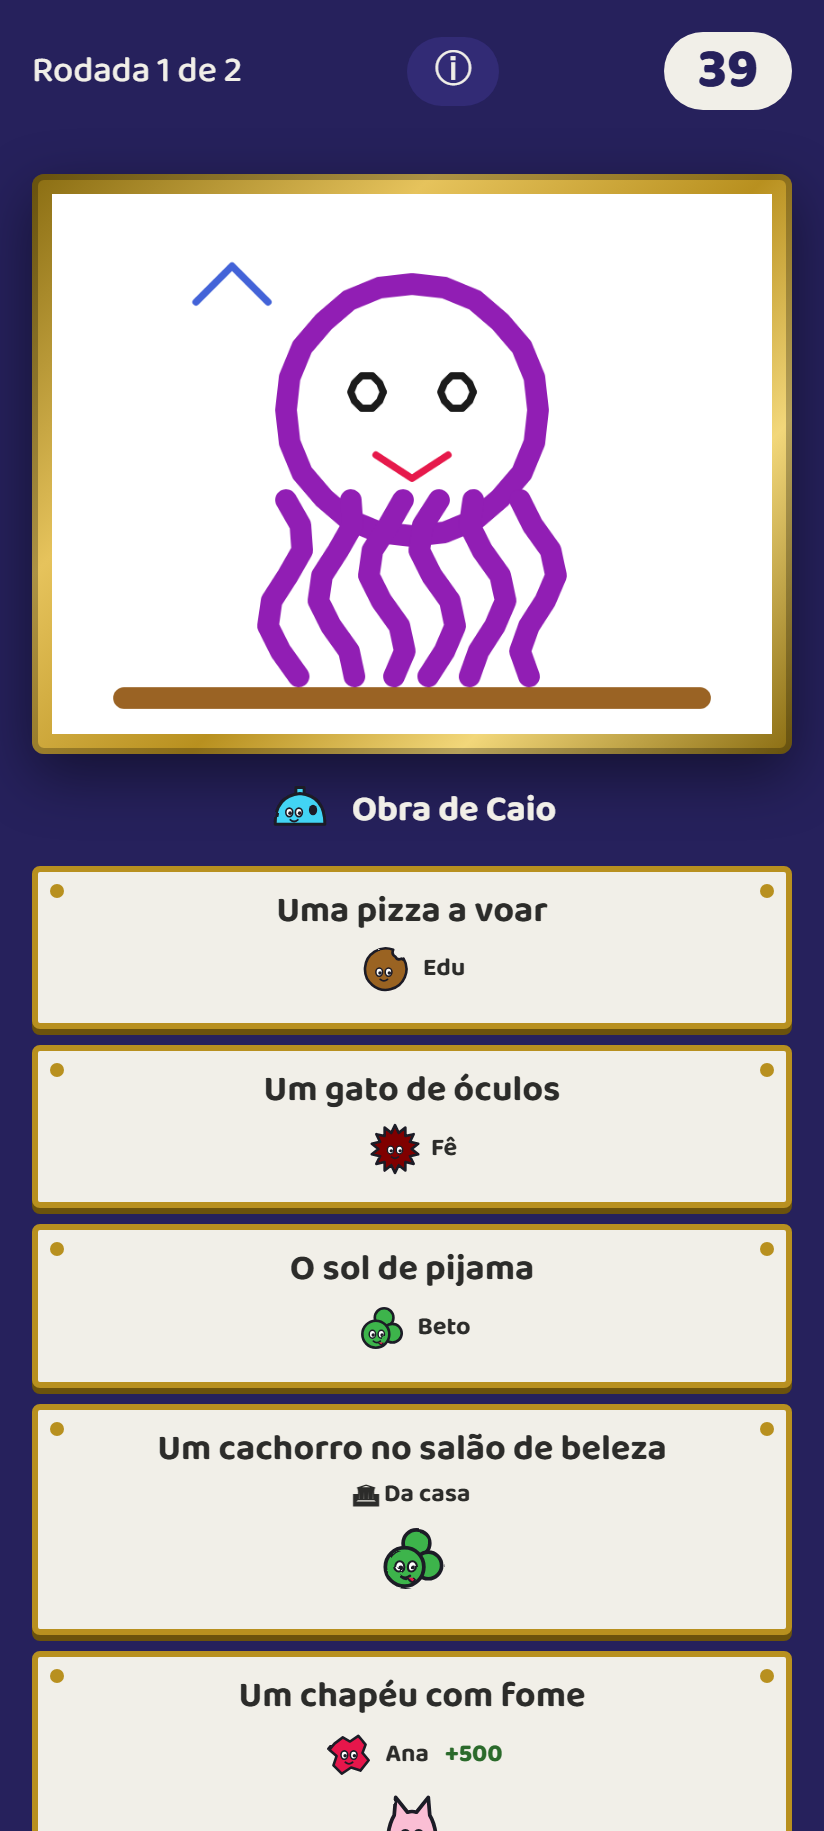 Rodada 1 de 2
39
Obra de Caio
Uma pizza a voar
Edu
Um gato de óculos
Fê
O sol de pijama
Beto
Um cachorro no salão de beleza
Da casa
Um chapéu com fome
Ana +500